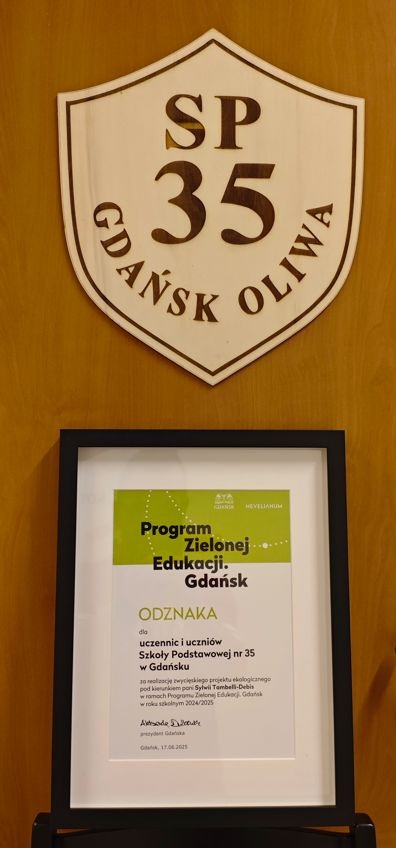 SP
35
GDAŃSK OLIWA
GDAŃSK HEVELIANUM
Program
Zielonej
Edukacji.
Gdańsk
ODZNAKA
dla
uczennic i uczniów
Szkoły Podstawowej nr 35
w Gdańsku
za realizację zwycięskiego projektu ekologicznego
pod kierunkiem pani Sylwii Tambelli-Debis
w ramach Programu Zielonej Edukacji. Gdańsk
w roku szkolnym 2024/2025
prezydent Gdańska
Gdańsk, 17.06.2025